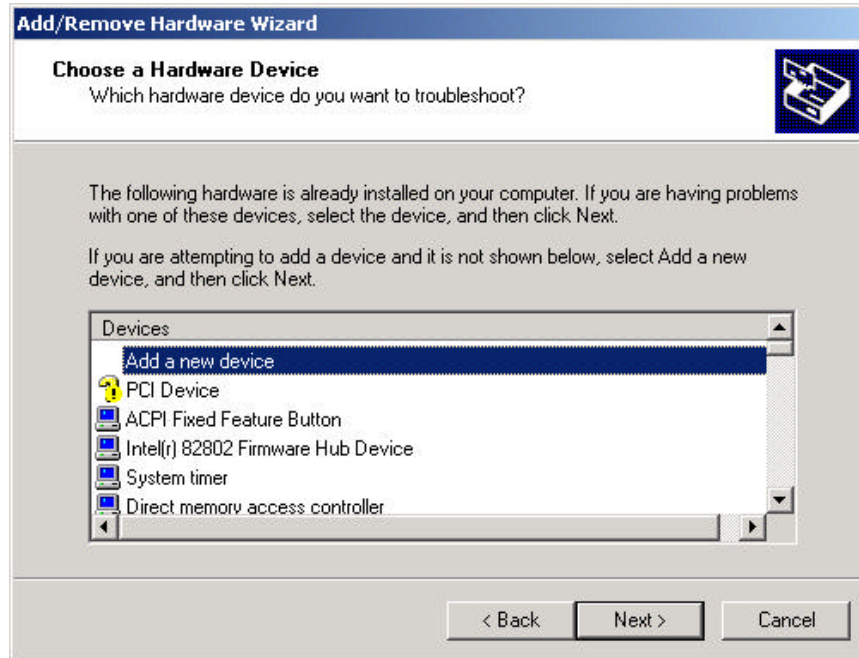 Add/Remove Hardware Wizard
Choose a Hardware Device
Which hardware device do you want to troubleshoot?
The following hardware is already installed on your computer. If you are having problems
with one of these devices, select the device, and then click Next.
If you are attempting to add a device and it is not shown below, select Add a new
device, and then click Next.
Devices
Add a new device
PCI Device
ACPI Fixed Feature Button
Intel(r) 82802 Firmware Hub Device
System timer
Direct memory access controller
< Back
Next >
Cancel